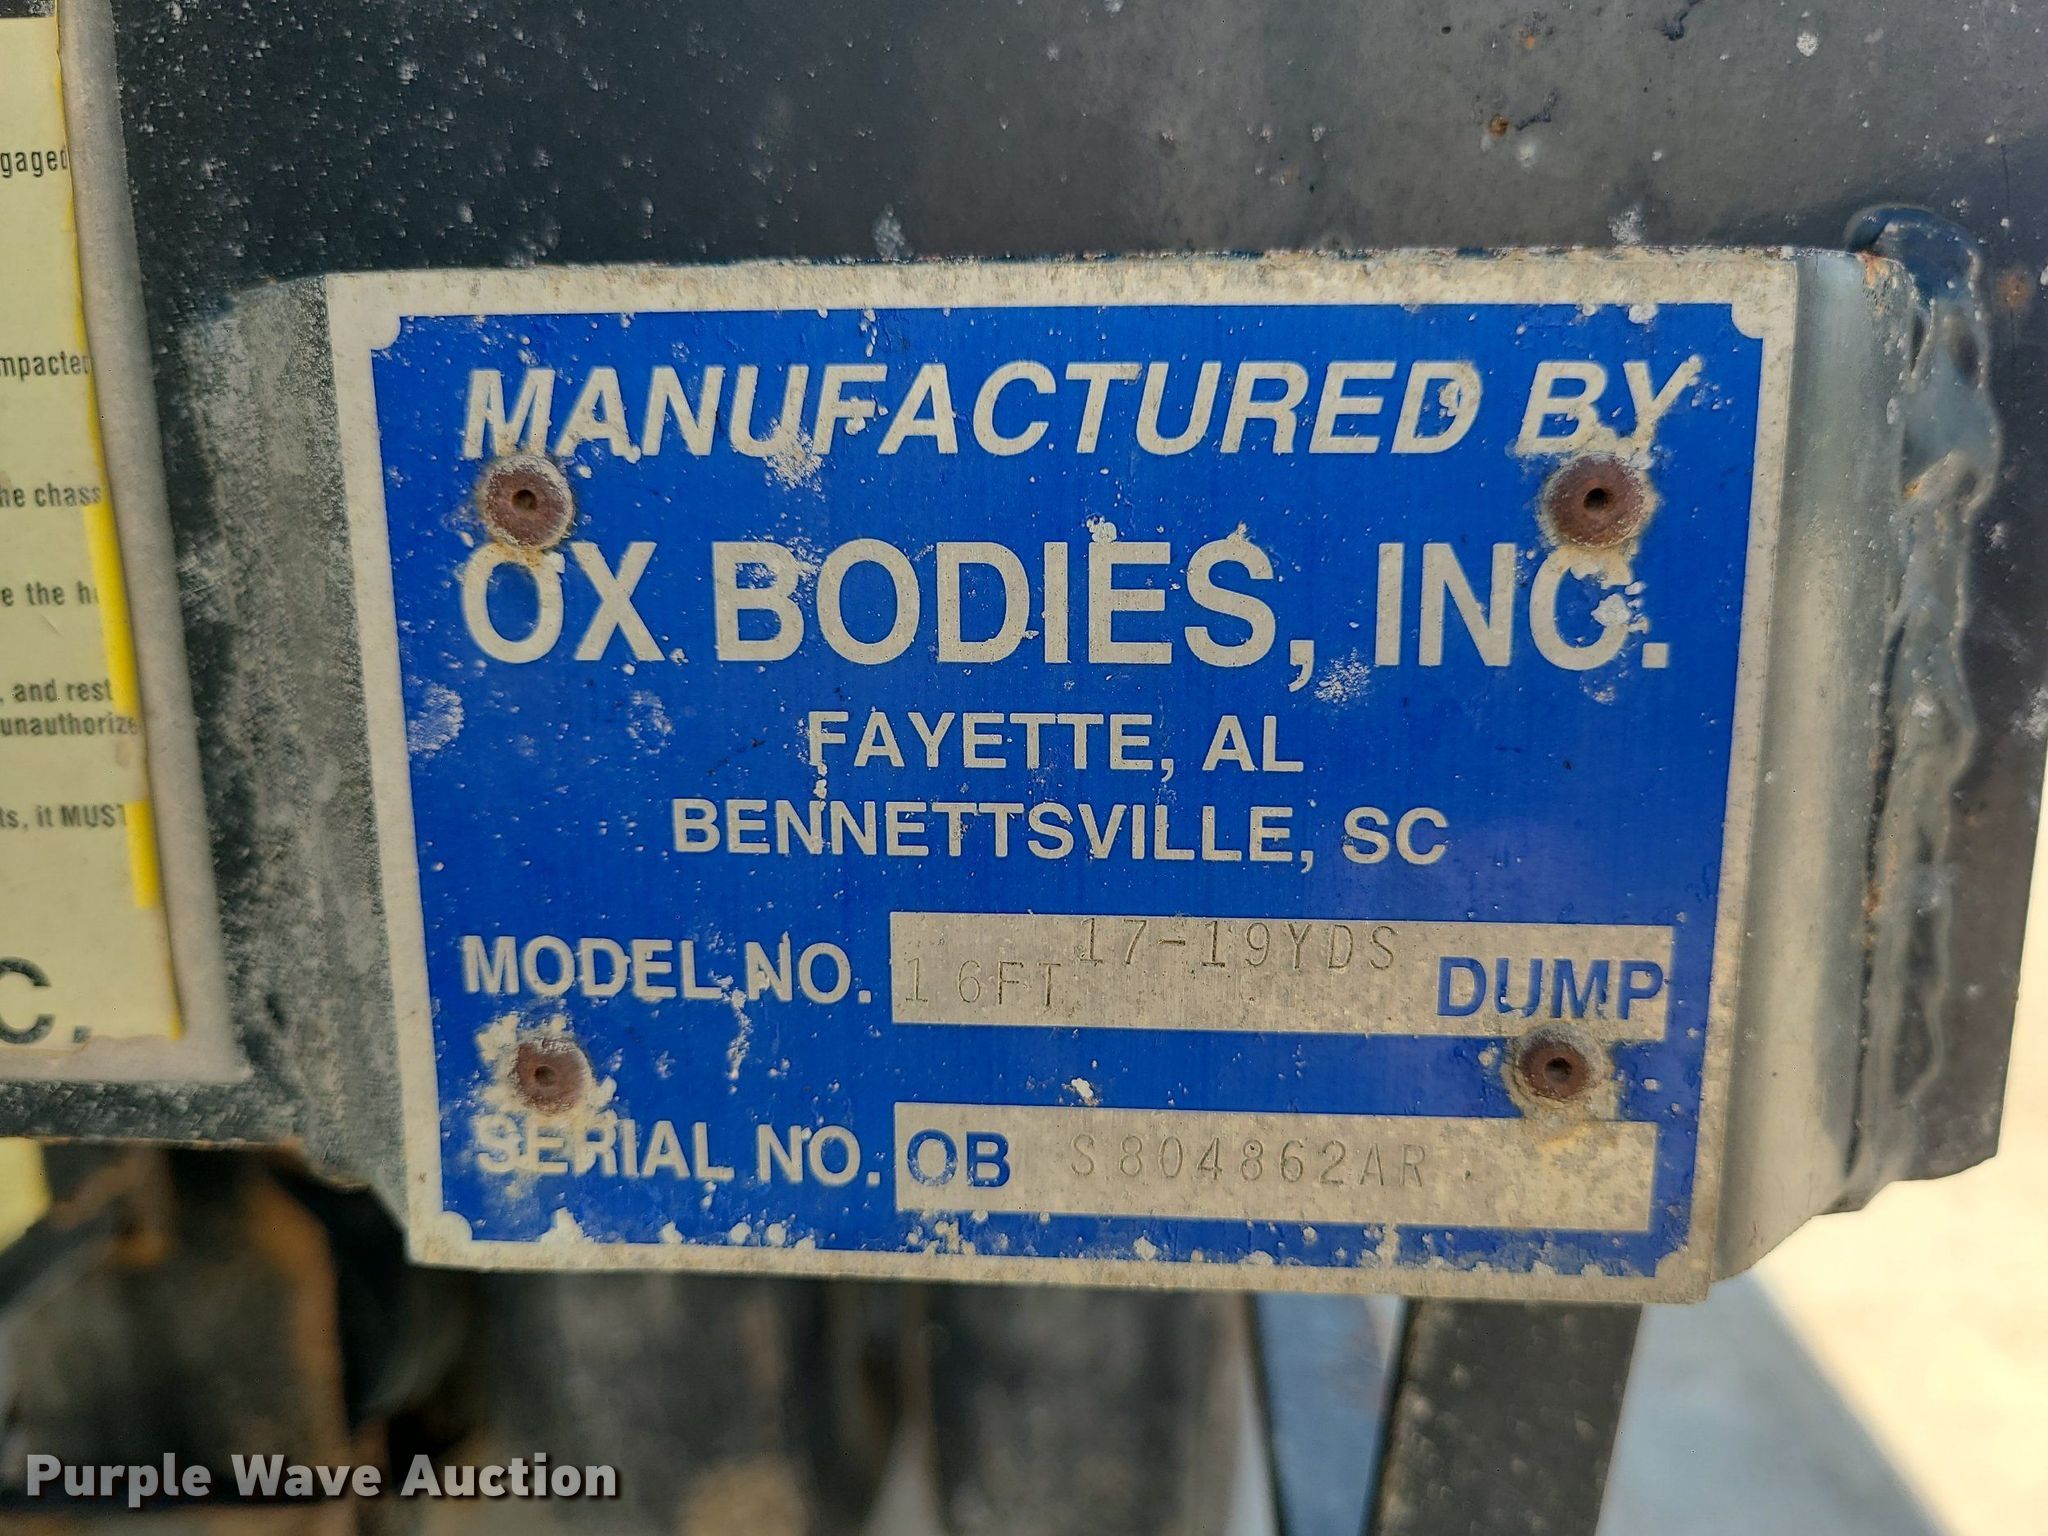 gaged
mpacter
he chass
e the h
, and rest
unauthorize
ts, it MUST
C.
MANUFACTURED BY
OX BODIES, INC.
FAYETTE, AL
BENNETTSVILLE, SC
MODEL NO. 16FT 17-19YDS DUMP
SERIAL NO. OB S804862AR
Purple Wave Auction